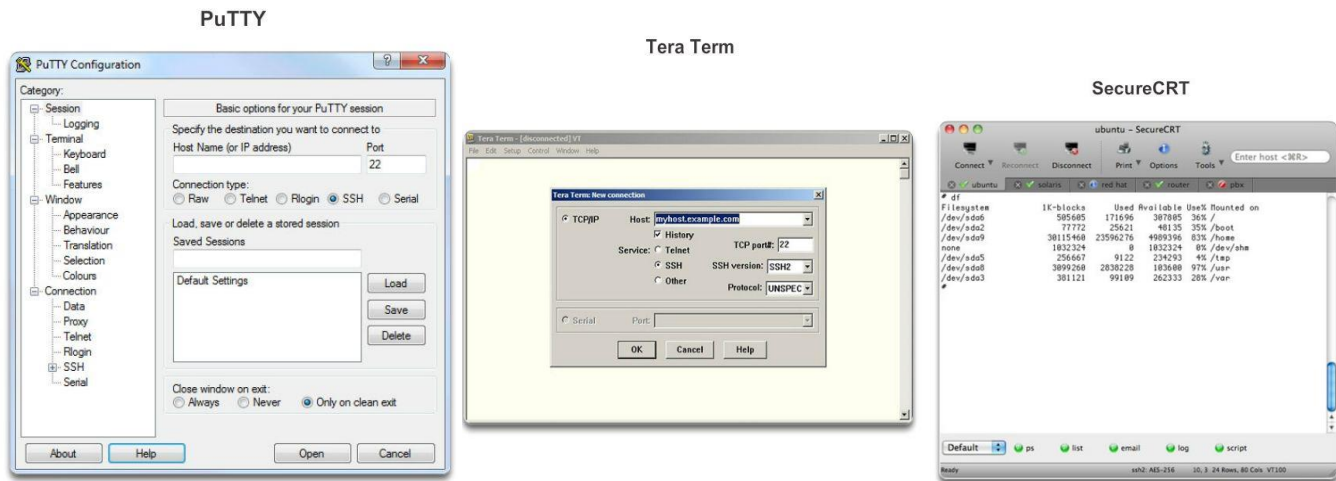 PuTTY
PuTTY Configuration
Category:
Session
Logging
Terminal
Keyboard
Bell
Features
Window
Appearance
Behaviour
Translation
Selection
Colours
Connection
Data
Proxy
Telnet
Rlogin
SSH
Serial
Basic options for your PuTTY session
Specify the destination you want to connect to
Host Name (or IP address) Port
22
Connection type:
Raw Telnet Rlogin SSH Serial
Load, save or delete a stored session
Saved Sessions
Default Settings
Load
Save
Delete
Close window on exit:
Always Never Only on clean exit
About Help Open Cancel
Tera Term
Tera Term - [disconnected] VT
File Edit Setup Control Window Help
Tera Term: New connection
TCP/IP Host: myhost.example.com
History
Service: Telnet TCP port#: 22
SSH SSH version: SSH2
Other Protocol: UNSPEC
Serial Port:
OK Cancel Help
SecureCRT
ubuntu – SecureCRT
Connect Reconnect Disconnect Print Options Tools Enter host <⌘R>
ubuntu solaris red hat router pbx
# df
Filesystem 1K-blocks Used Available Use% Mounted on
/dev/sda6 505605 171696 307805 36% /
/dev/sda2 77772 25621 48135 35% /boot
/dev/sda9 30115460 23596276 4989396 83% /home
none 1032324 0 1032324 0% /dev/shm
/dev/sda5 256667 9122 234293 4% /tmp
/dev/sda8 3099260 2838228 103600 97% /usr
/dev/sda3 381121 99109 262333 28% /var
#
Default ps list email log script
Ready ssh2: AES-256 10, 3 24 Rows, 80 Cols VT100